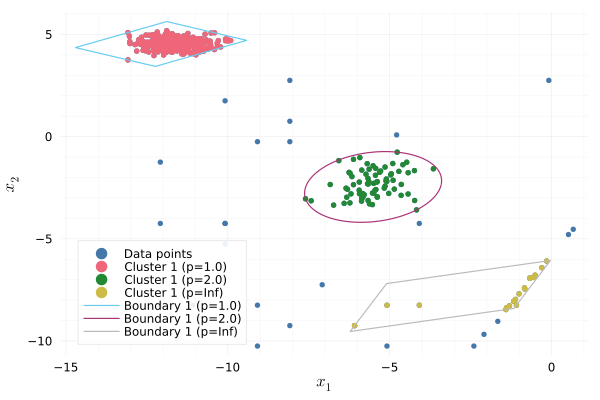 5
0
−5
−10
x₂
Data points
Cluster 1 (p=1.0)
Cluster 1 (p=2.0)
Cluster 1 (p=Inf)
Boundary 1 (p=1.0)
Boundary 1 (p=2.0)
Boundary 1 (p=Inf)
−15 −10 −5 0
x₁